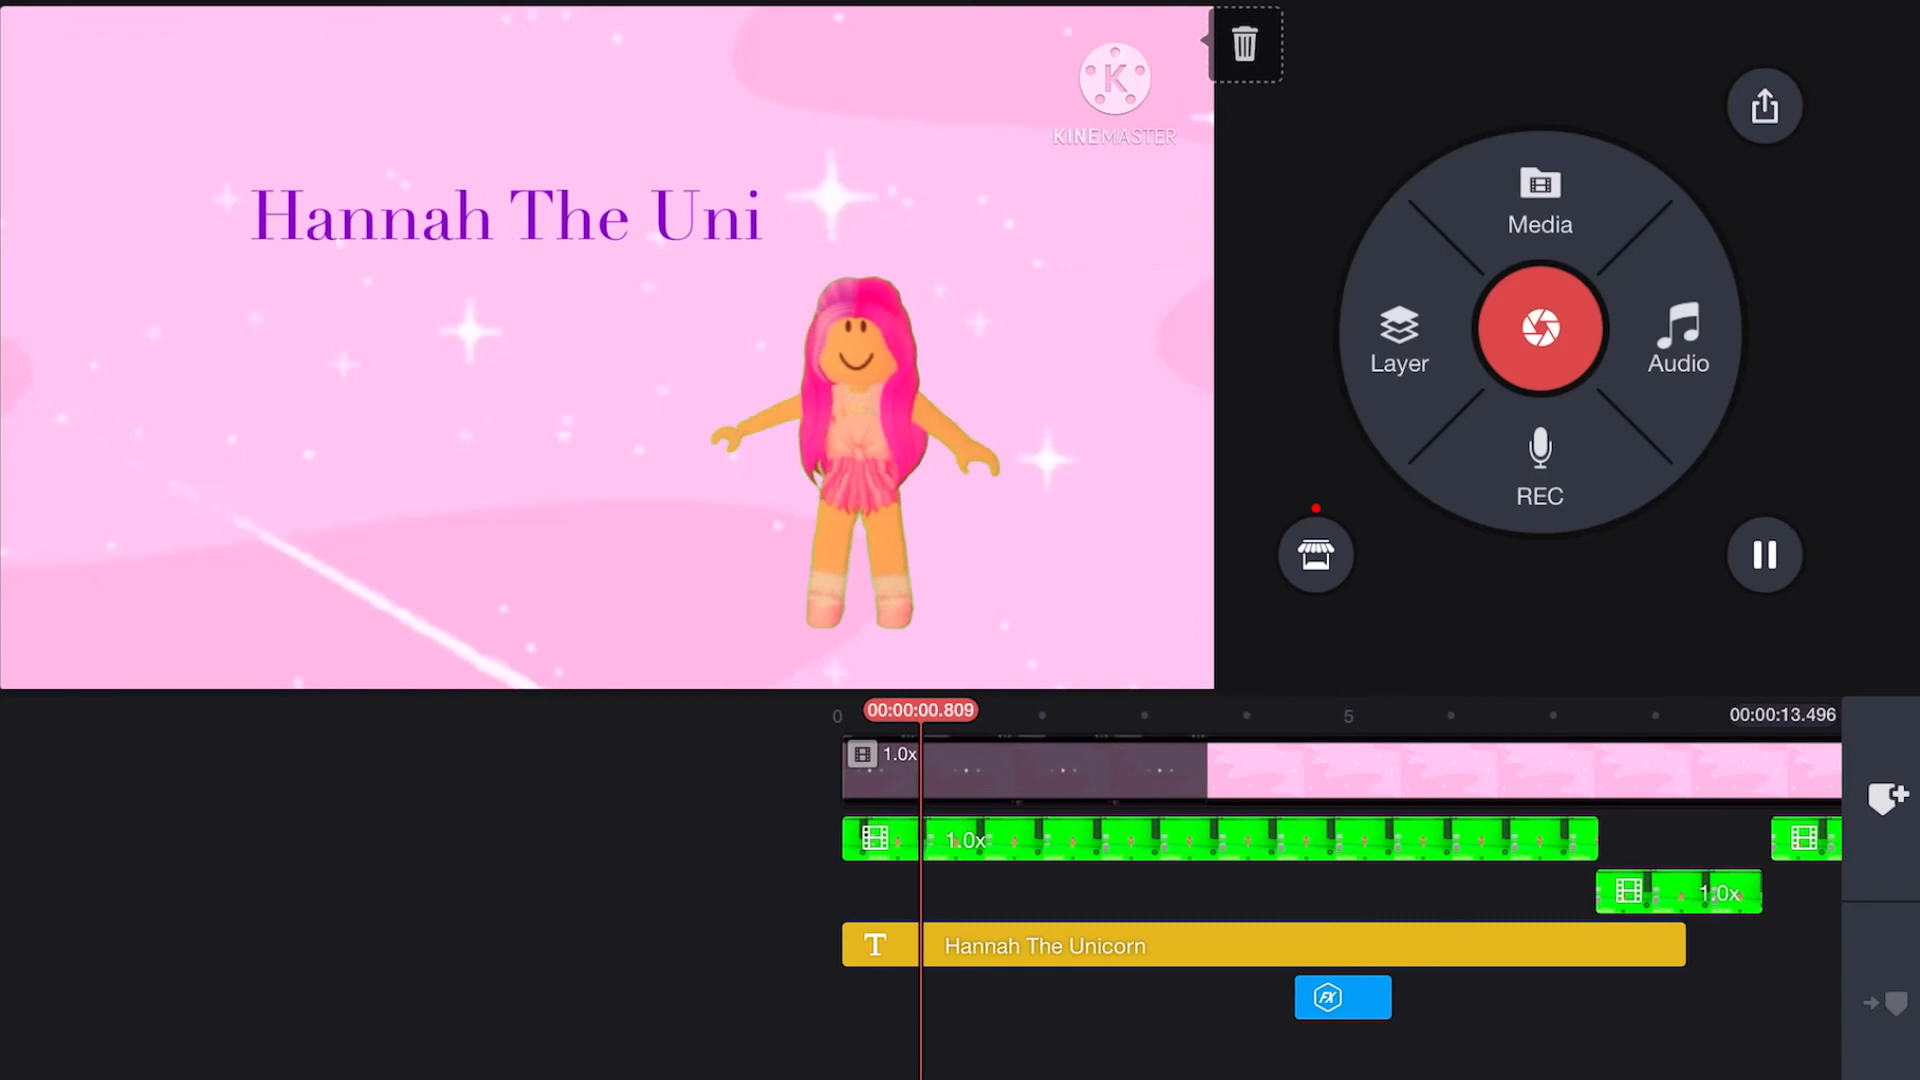 K
KINEMASTER
Hannah The Uni
Media
Layer
Audio
REC
0
00:00:00.809
5
00:00:13.496
1.0x
1.0x
1.0x
T
Hannah The Unicorn
FX